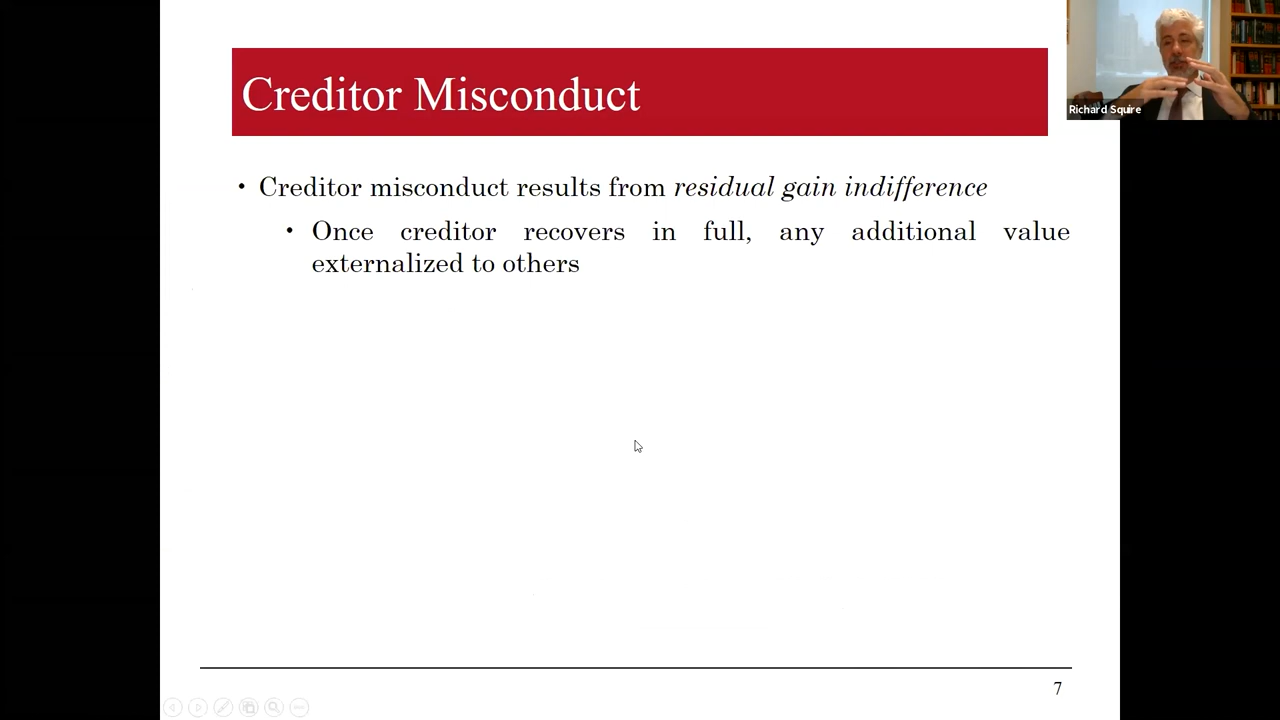 Creditor Misconduct
Richard Squire
• Creditor misconduct results from residual gain indifference
• Once creditor recovers in full, any additional value
externalized to others
7